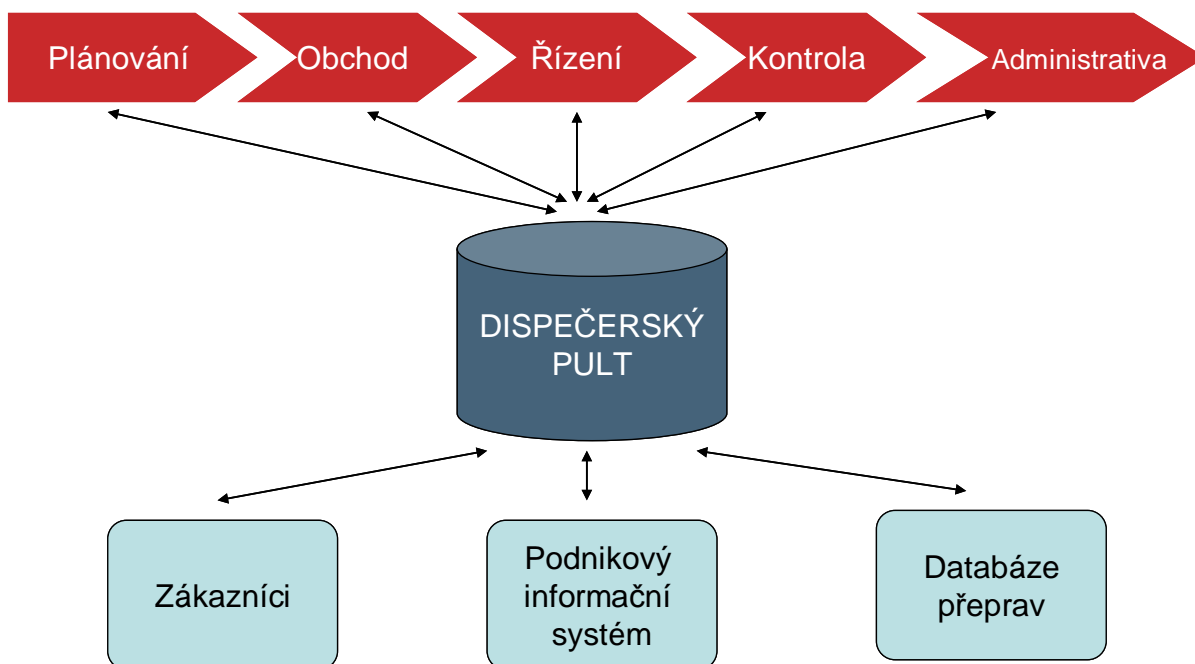 Plánování
Obchod
Řízení
Kontrola
Administrativa
DISPEČERSKÝ
PULT
Zákazníci
Podnikový
informační
systém
Databáze
přeprav